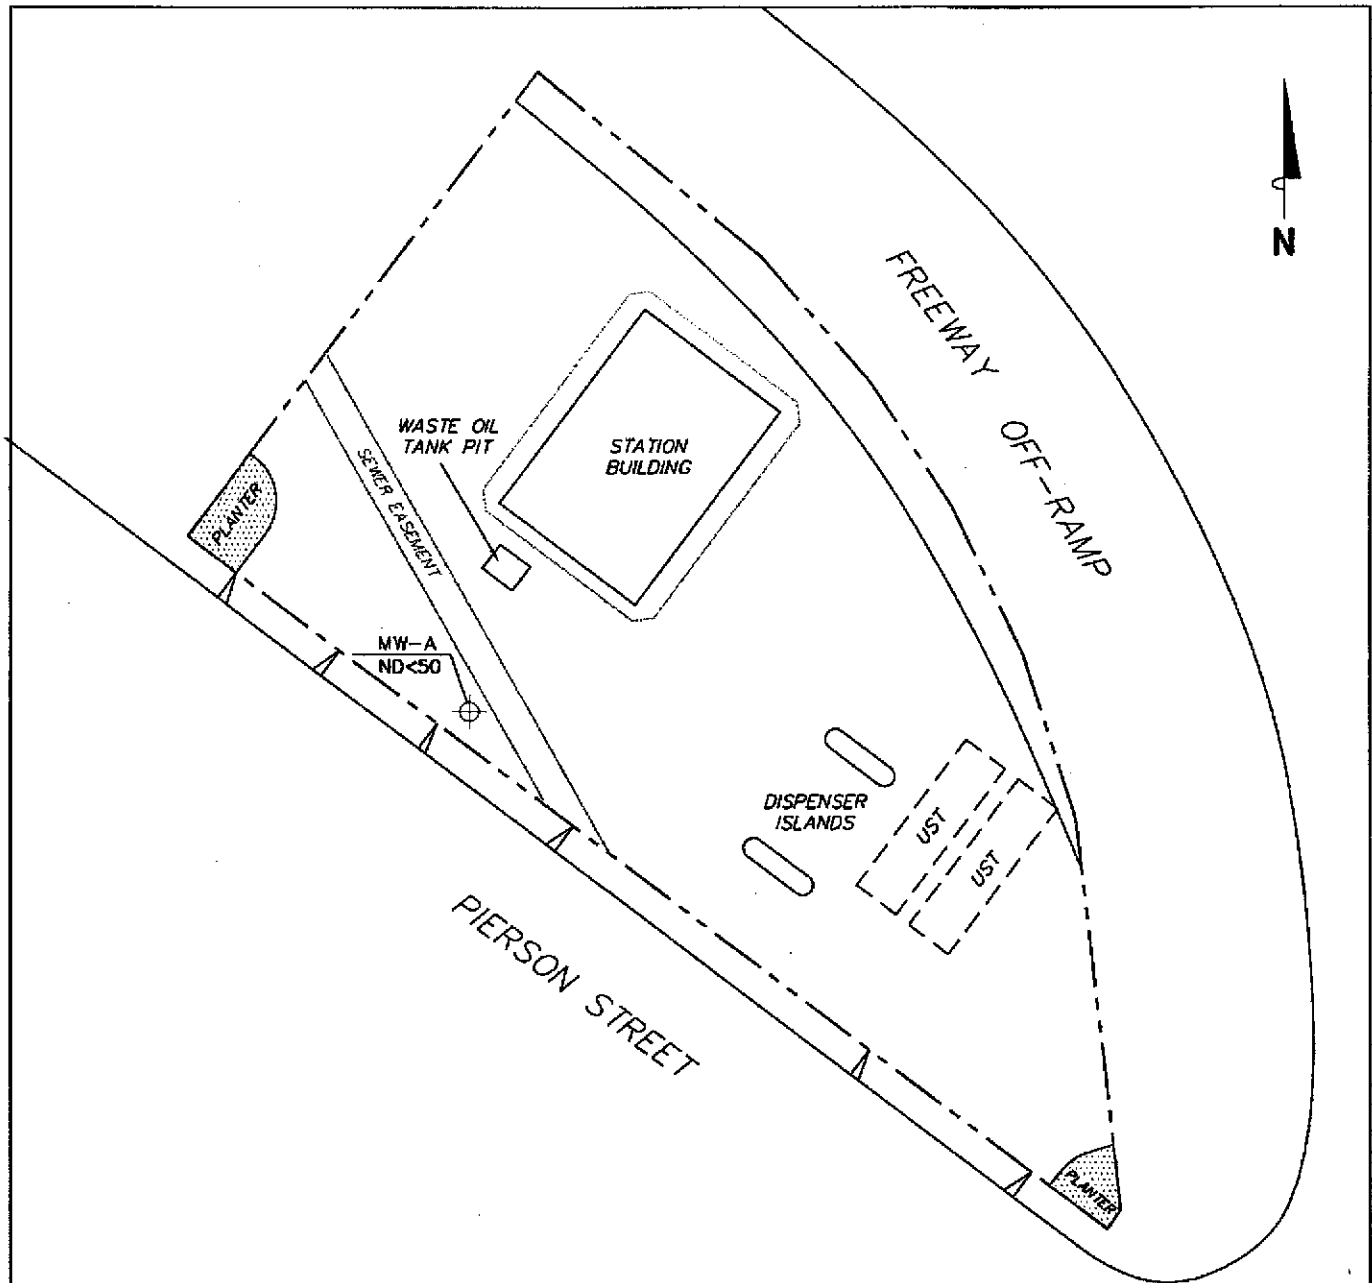 N
FREEWAY OFF-RAMP
WASTE OIL
TANK PIT
STATION
BUILDING
SEWER EASEMENT
PLANTER
MW-A
ND<50
DISPENSER
ISLANDS
UST
UST
PIERSON STREET
PLANTER